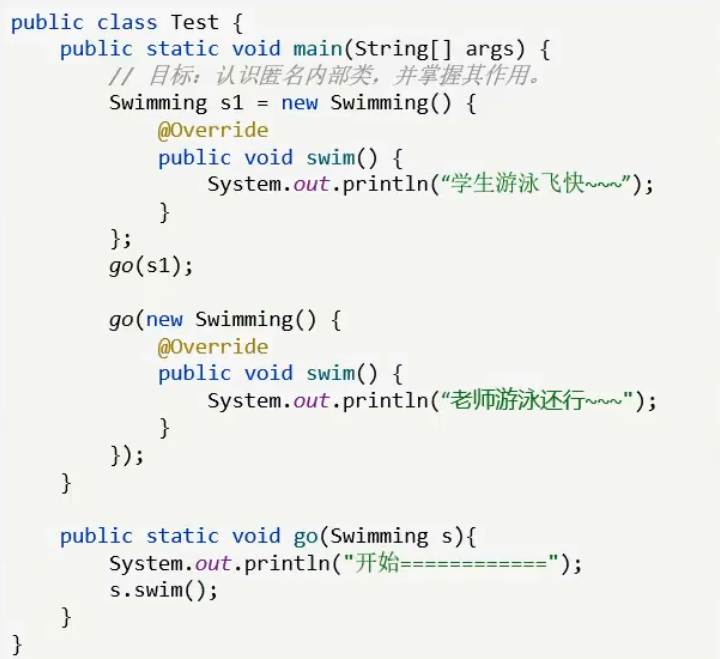 public class Test {
    public static void main(String[] args) {
        // 目标：认识匿名内部类，并掌握其作用。
        Swimming s1 = new Swimming() {
            @Override
            public void swim() {
                System.out.println(“学生游泳飞快~~~”);
            }
        };
        go(s1);

        go(new Swimming() {
            @Override
            public void swim() {
                System.out.println(“老师游泳还行~~~");
            }
        });
    }

    public static void go(Swimming s){
        System.out.println("开始============");
        s.swim();
    }
}